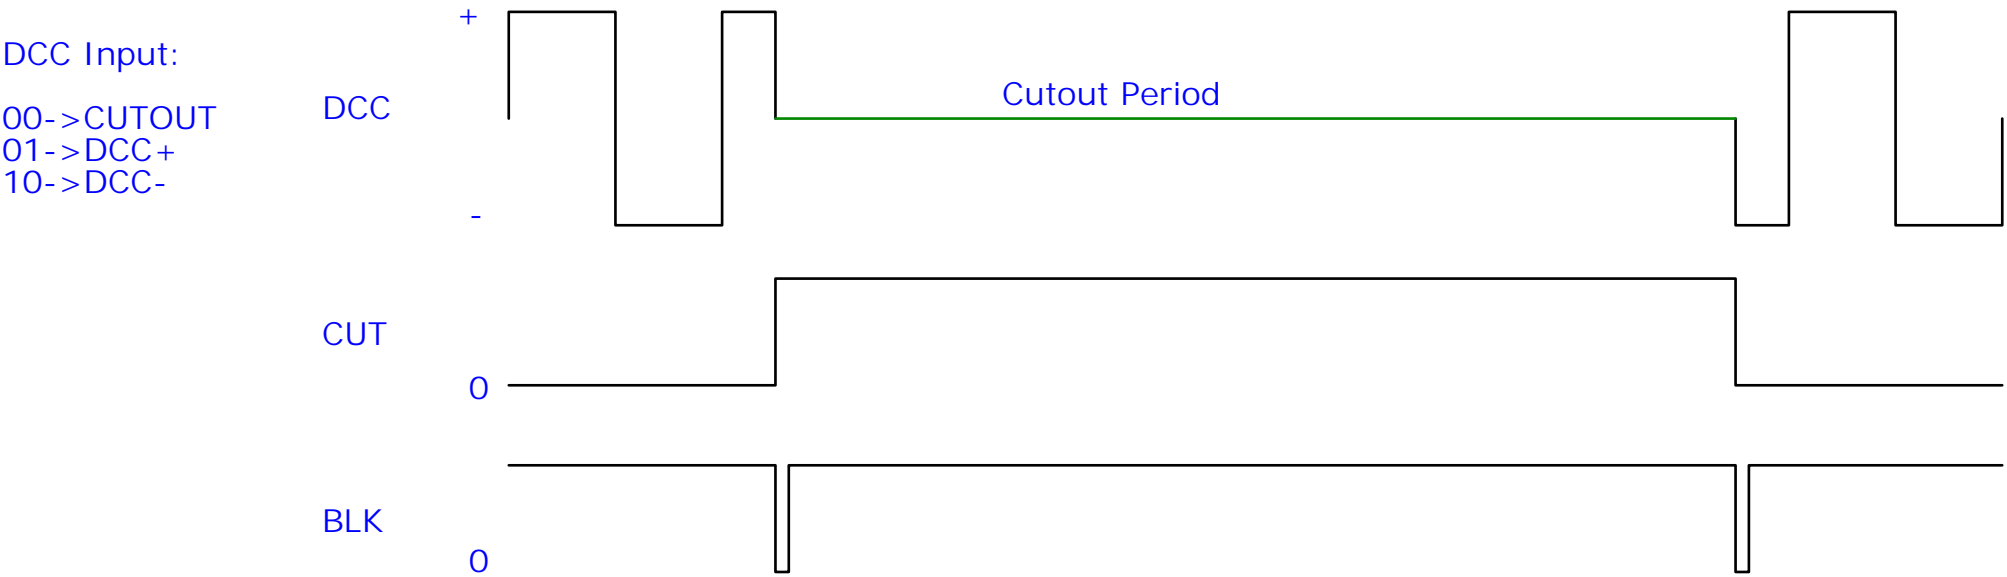 DCC Input:
00->CUTOUT
01->DCC+
10->DCC-
+
DCC
Cutout Period
-
CUT
0
BLK
0